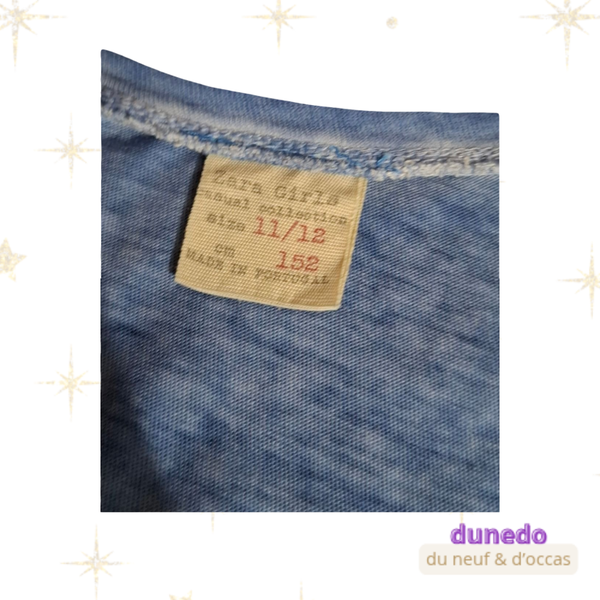 Zara Girls
casual collection
size 11/12
cm 152
MADE IN PORTUGAL
dunedo
du neuf & d'occas